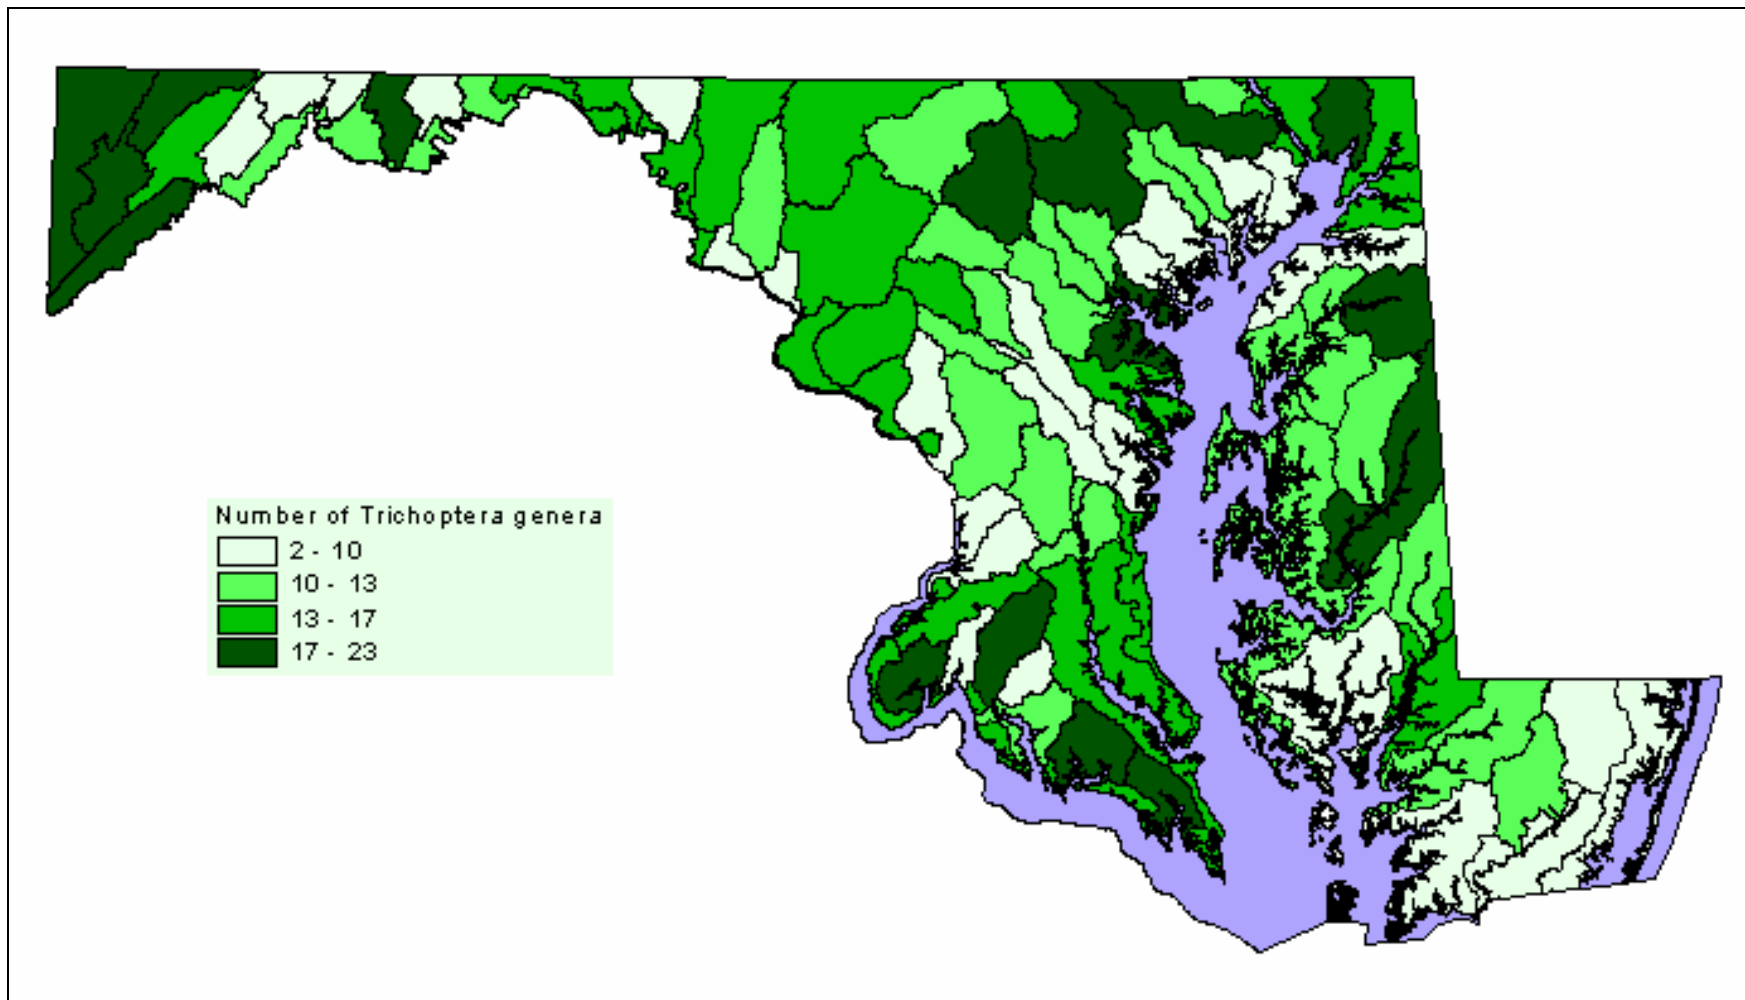 Number of Trichoptera genera
2 - 10
10 - 13
13 - 17
17 - 23